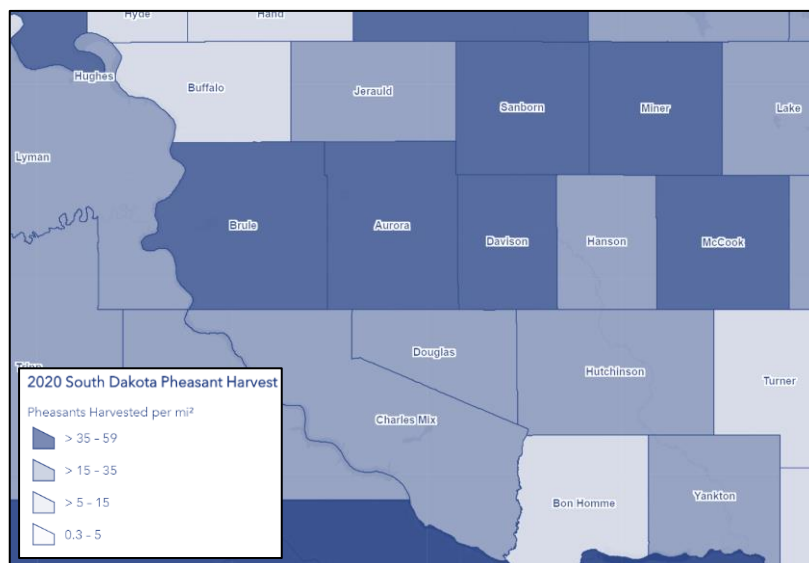 Hyde
Hand
Hughes
Buffalo
Jerauld
Sanborn
Miner
Lake
Lyman
Brule
Aurora
Davison
Hanson
McCook
Douglas
Hutchinson
Turner
Charles Mix
Bon Homme
Yankton
2020 South Dakota Pheasant Harvest
Pheasants Harvested per mi²
> 35 - 59
> 15 - 35
> 5 - 15
0.3 - 5